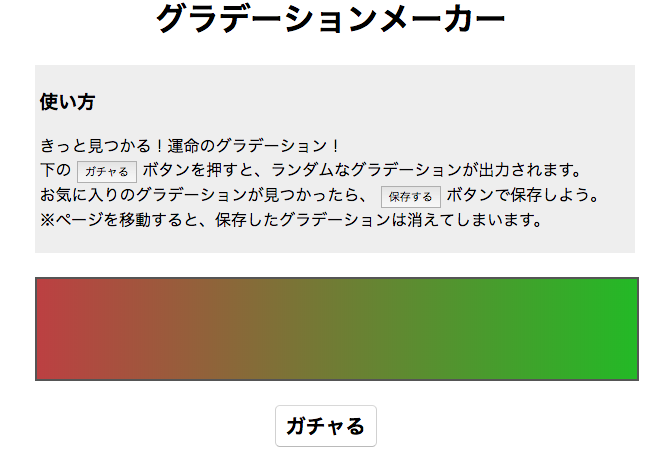 グラデーションメーカー
使い方
きっと見つかる！運命のグラデーション！
下の ガチャる ボタンを押すと、ランダムなグラデーションが出力されます。
お気に入りのグラデーションが見つかったら、 保存する ボタンで保存しよう。
※ページを移動すると、保存したグラデーションは消えてしまいます。
ガチャる